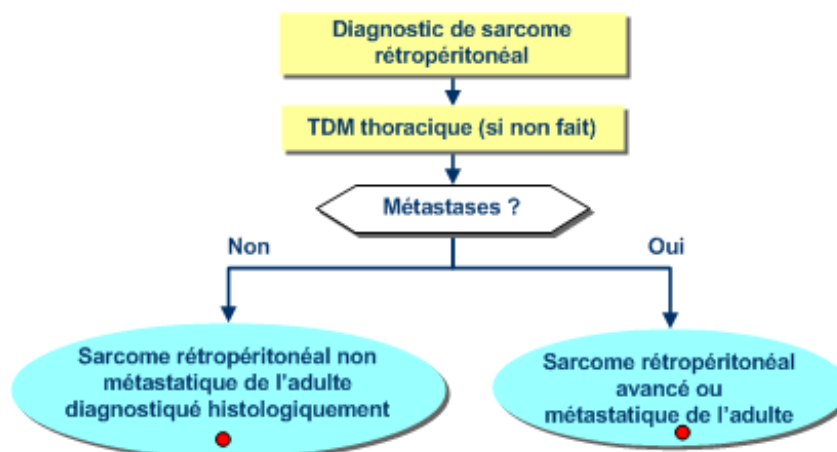 Diagnostic de sarcome
rétropéritonéal
TDM thoracique (si non fait)
Métastases ?
Non
Oui
Sarcome rétropéritonéal non
métastatique de l'adulte
diagnostiqué histologiquement
Sarcome rétropéritonéal
avancé ou
métastatique de l'adulte